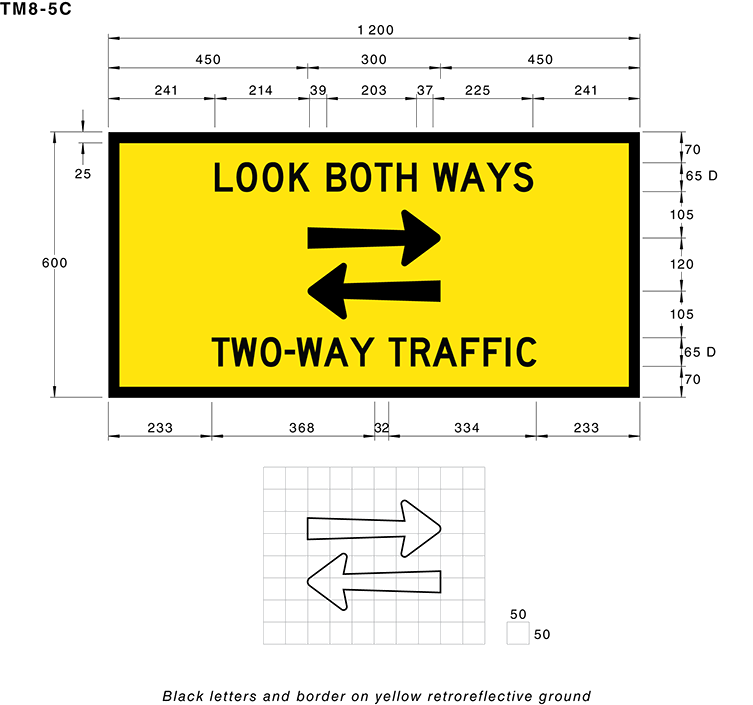 TM8-5C
1 200
450 300 450
241 214 39 203 37 225 241
25
600
LOOK BOTH WAYS
TWO-WAY TRAFFIC
70
65 D
105
120
105
65 D
70
233 368 32 334 233
50
50
Black letters and border on yellow retroreflective ground